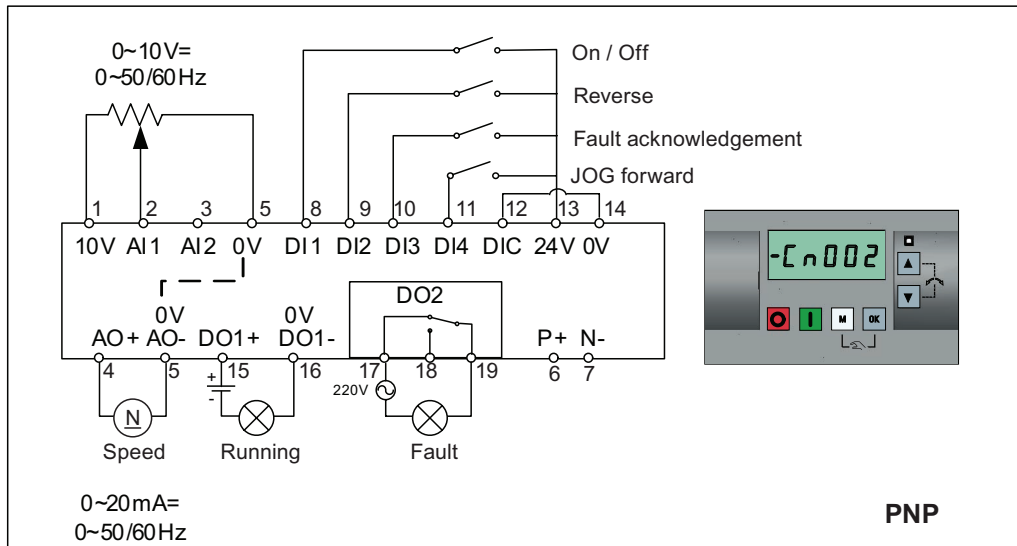 0~10V=
0~50/60Hz
On / Off
Reverse
Fault acknowledgement
JOG forward
1 2 3 5 8 9 10 11 12 13 14
10V AI1 AI2 0V DI1 DI2 DI3 DI4 DIC 24V 0V
-Cn002
DO2
0V 0V
AO+ AO- DO1+ DO1- P+ N-
4 5 15 16 17 18 19 6 7
+
-
220V
N
M OK
Speed Running Fault
0~20mA=
0~50/60Hz
PNP